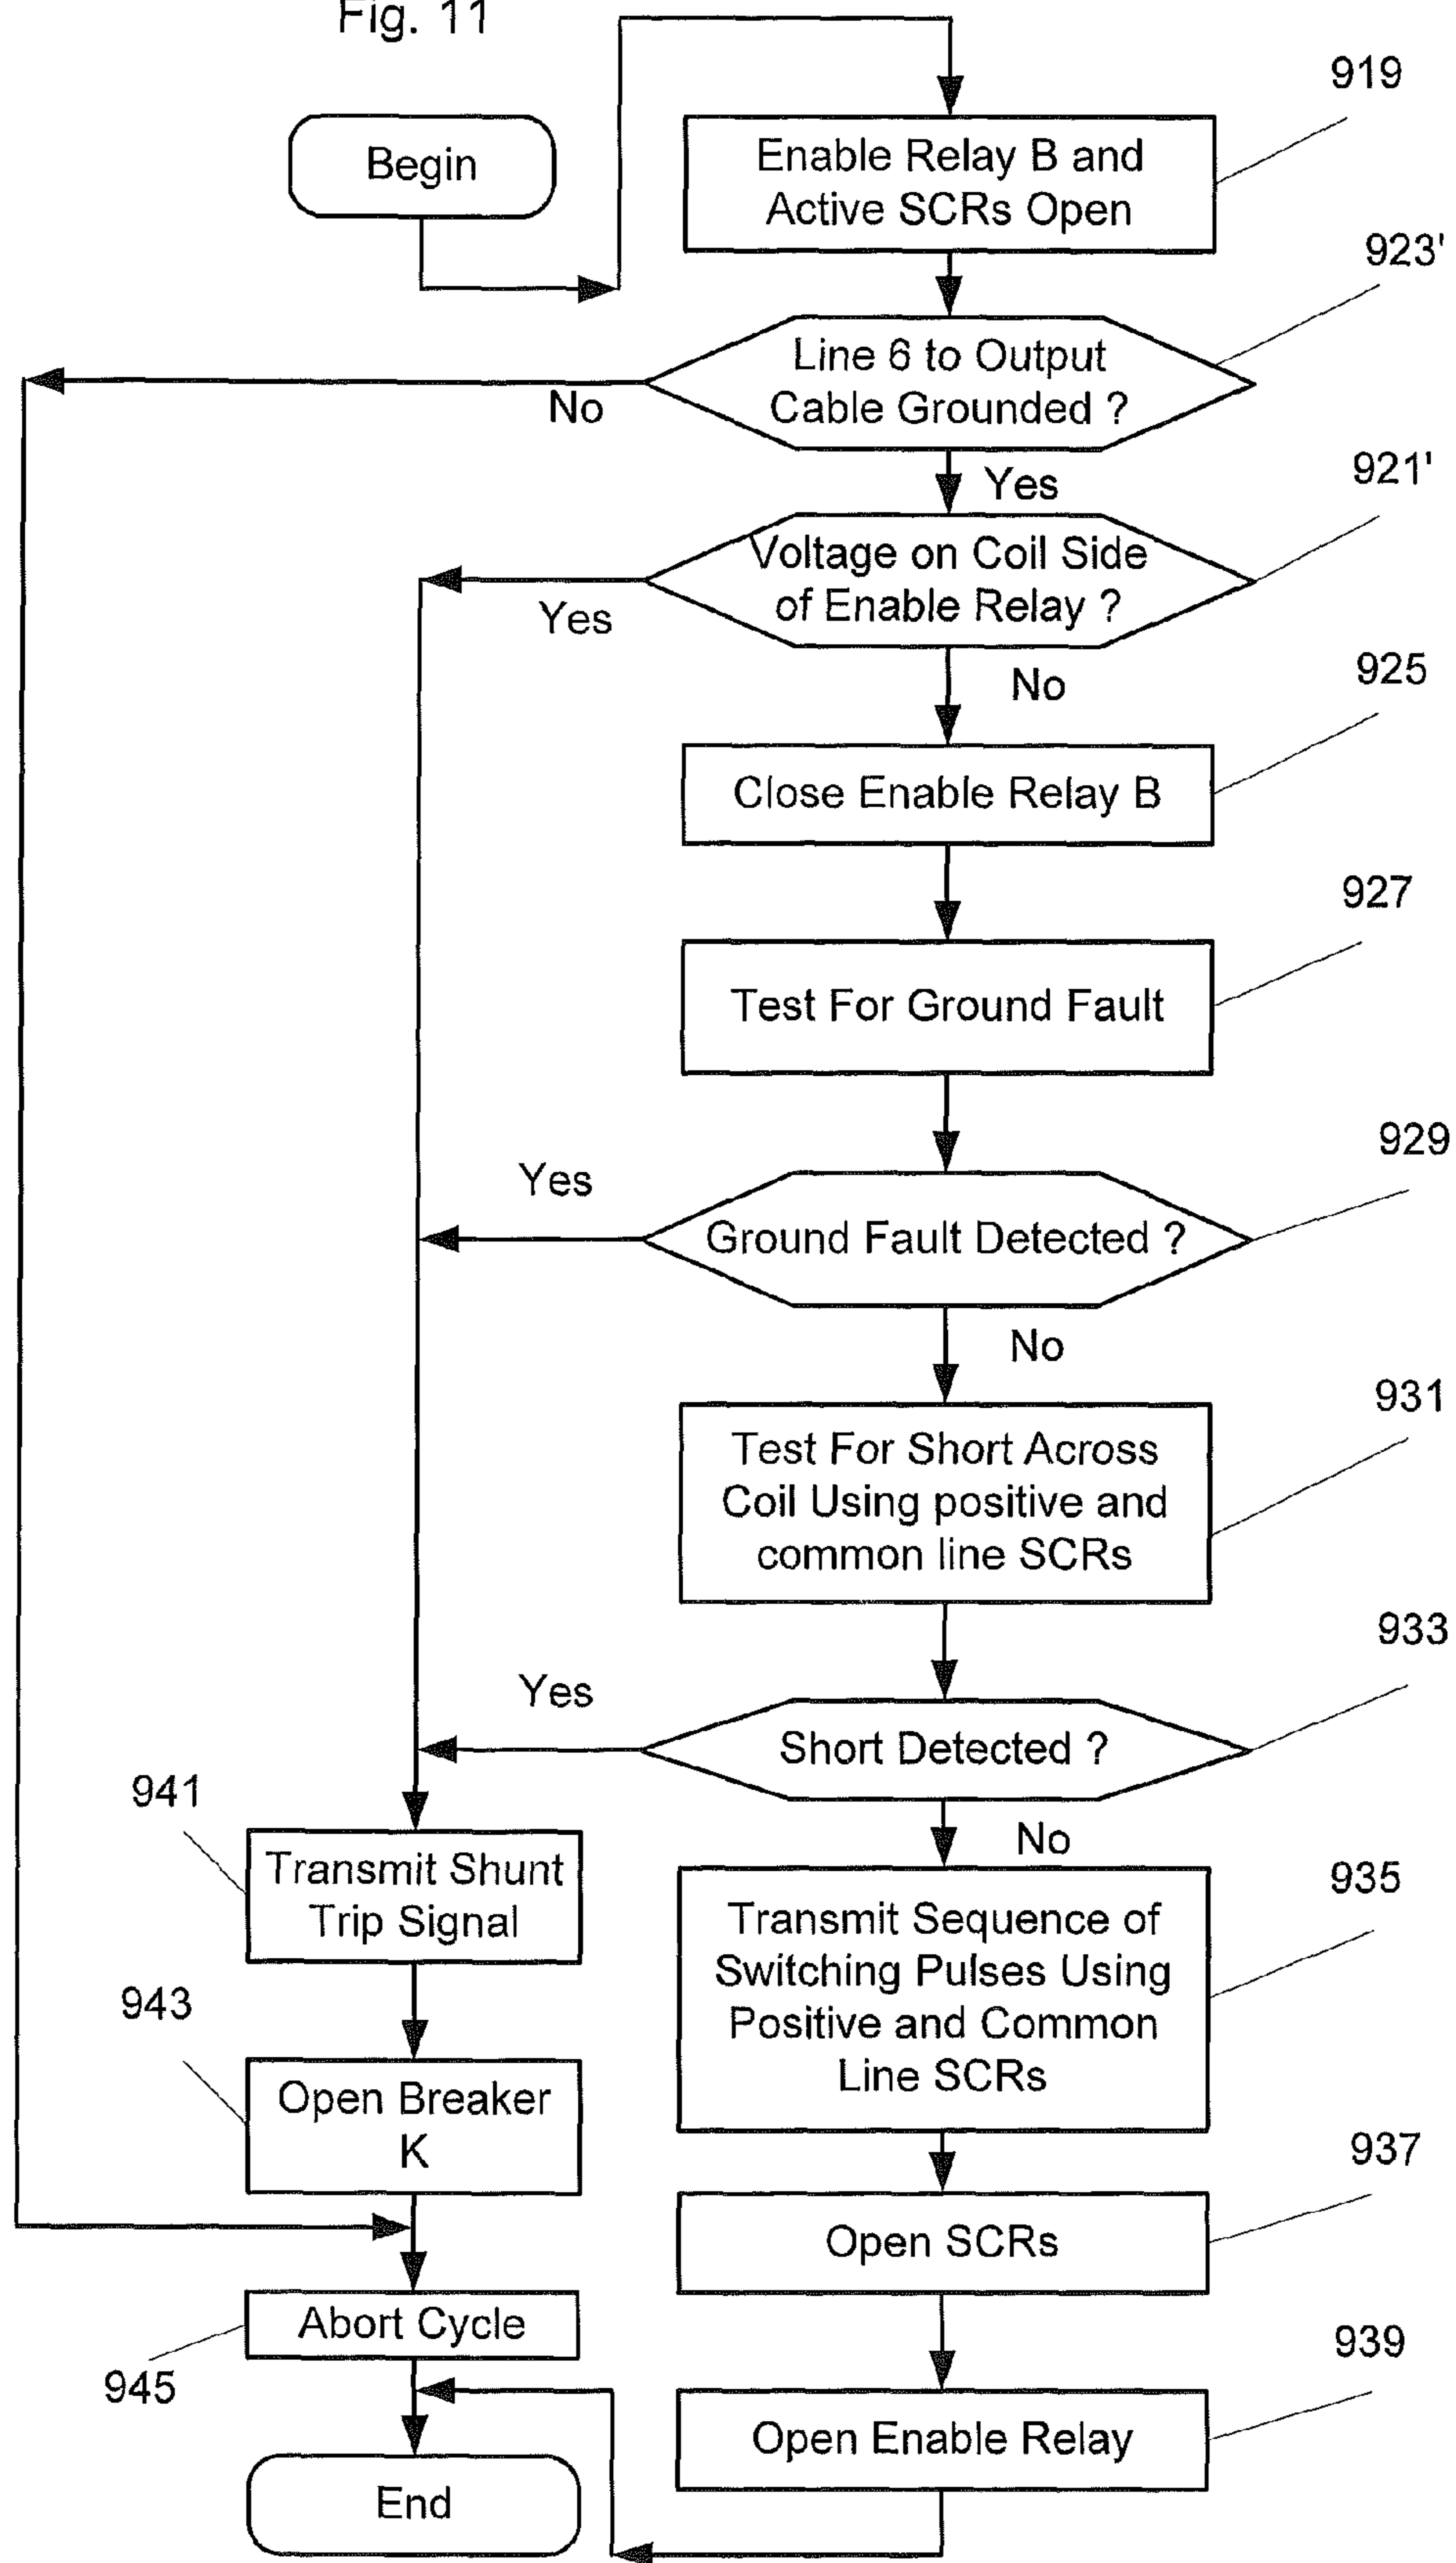 Fig. 11
919
Begin
Enable Relay B and
Active SCRs Open
923'
Line 6 to Output
Cable Grounded ?
No
Yes
921'
Voltage on Coil Side
of Enable Relay ?
Yes
No
925
Close Enable Relay B
927
Test For Ground Fault
929
Yes
Ground Fault Detected ?
No
931
Test For Short Across
Coil Using positive and
common line SCRs
933
Yes
Short Detected ?
No
941
Transmit Shunt
Trip Signal
935
Transmit Sequence of
Switching Pulses Using
Positive and Common
Line SCRs
943
Open Breaker
K
937
Open SCRs
Abort Cycle
945
939
Open Enable Relay
End